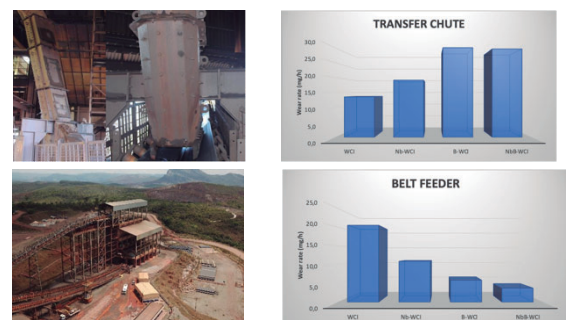 TRANSFER CHUTE
Wear rate (mg/h)
30,0
25,0
20,0
15,0
10,0
5,0
0,0
WCI
Nb-WCI
B-WCI
NbB-WCI
BELT FEEDER
Wear rate (mg/h)
25,0
20,0
15,0
10,0
5,0
0,0
WCI
Nb-WCI
B-WCI
NbB-WCI